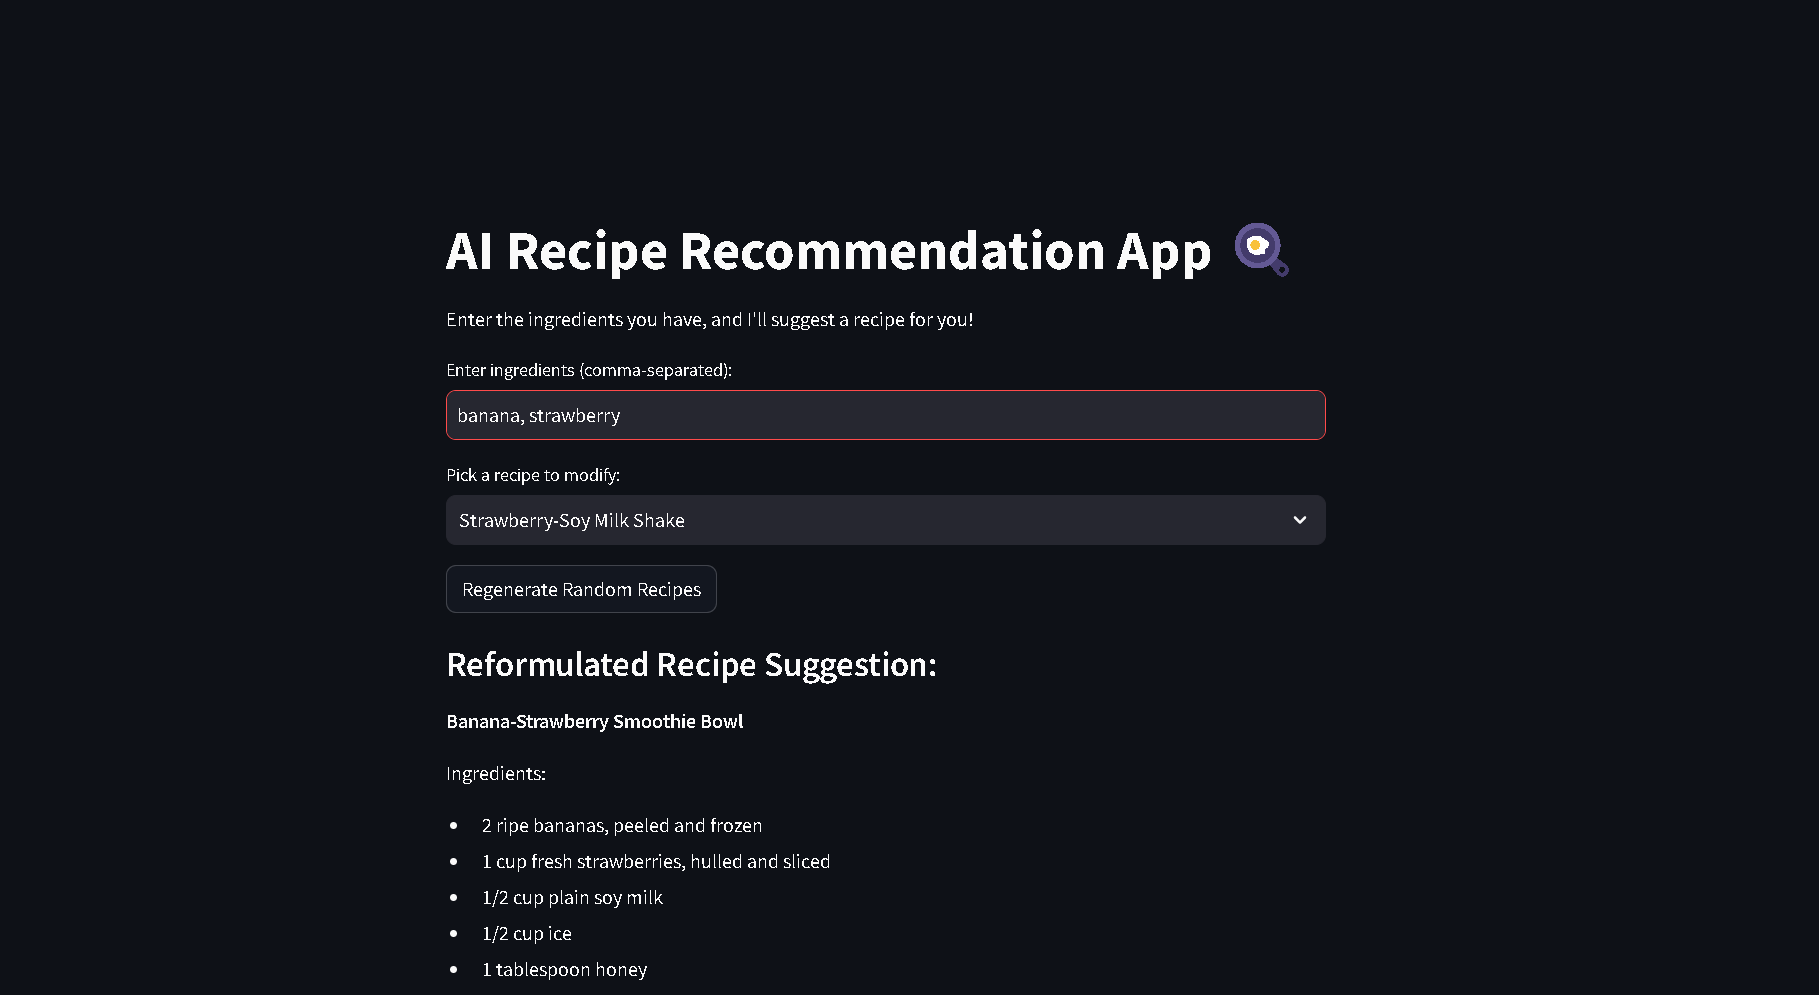 AI Recipe Recommendation App
Enter the ingredients you have, and I'll suggest a recipe for you!
Enter ingredients (comma-separated):
banana, strawberry
Pick a recipe to modify:
Strawberry-Soy Milk Shake
Regenerate Random Recipes
Reformulated Recipe Suggestion:
Banana-Strawberry Smoothie Bowl
Ingredients:
• 2 ripe bananas, peeled and frozen
• 1 cup fresh strawberries, hulled and sliced
• 1/2 cup plain soy milk
• 1/2 cup ice
• 1 tablespoon honey